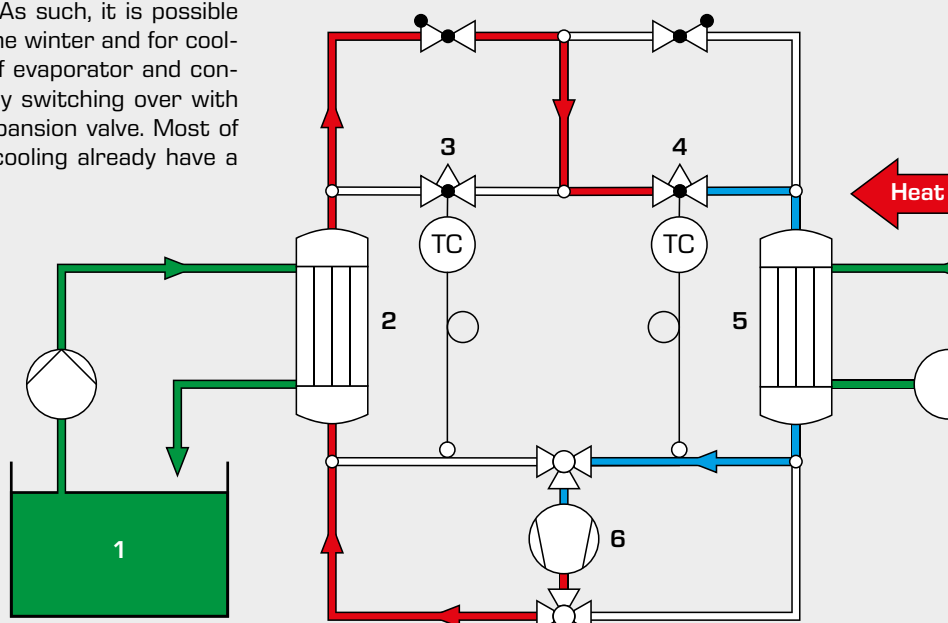 As such, it is possible
ne winter and for cool-
f evaporator and con-
y switching over with
pansion valve. Most of
cooling already have a
3
4
Heat
TC
TC
2
5
6
1